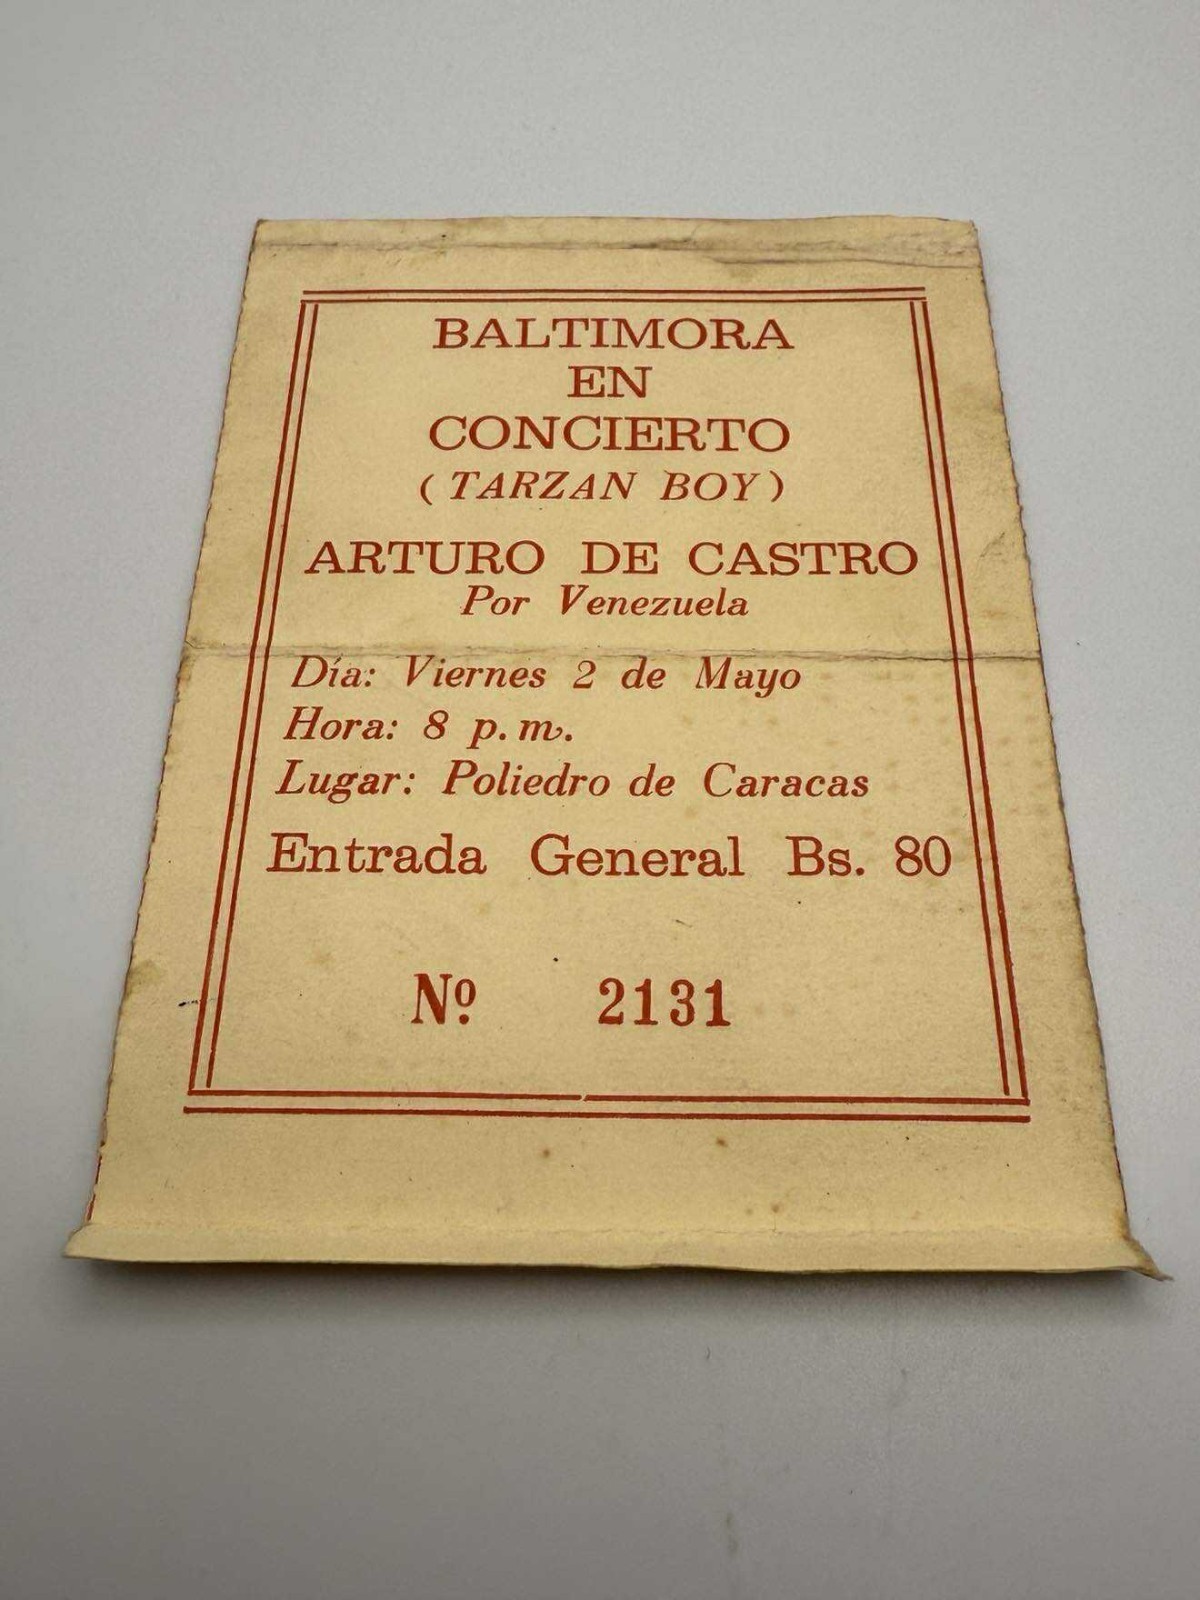 BALTIMORA
EN
CONCIERTO
(TARZAN BOY)
ARTURO DE CASTRO
Por Venezuela
Día: Viernes 2 de Mayo
Hora: 8 p.m.
Lugar: Poliedro de Caracas
Entrada General Bs. 80
Nº 2131